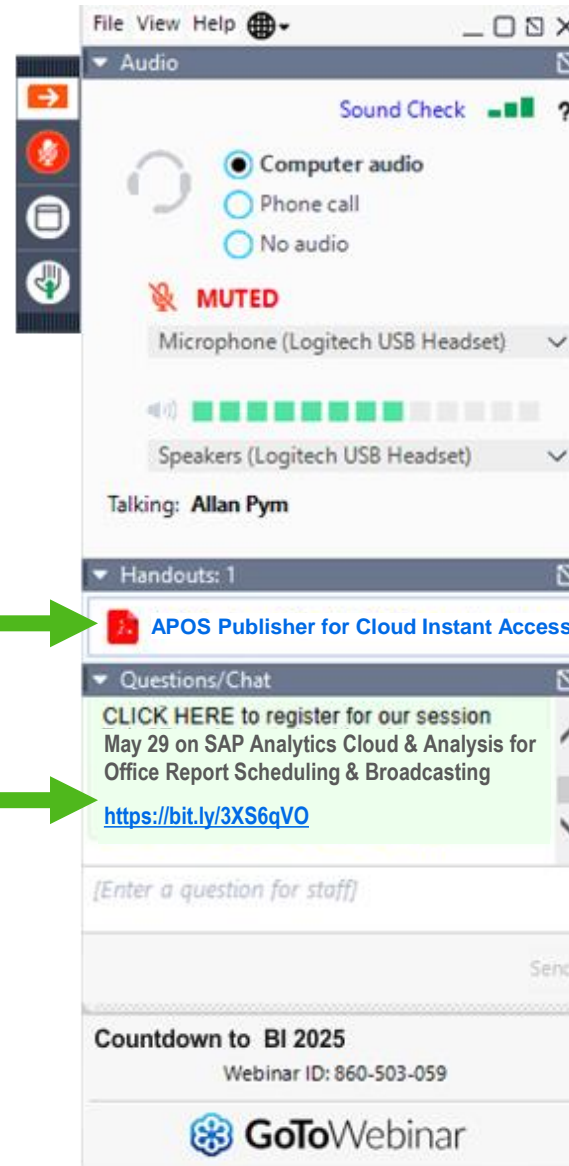 File View Help
Audio
Sound Check ?
Computer audio
Phone call
No audio
MUTED
Microphone (Logitech USB Headset)
Speakers (Logitech USB Headset)
Talking: Allan Pym
Handouts: 1
APOS Publisher for Cloud Instant Access
Questions/Chat
CLICK HERE to register for our session
May 29 on SAP Analytics Cloud & Analysis for
Office Report Scheduling & Broadcasting
https://bit.ly/3XS6qVO
[Enter a question for staff]
Send
Countdown to BI 2025
Webinar ID: 860-503-059
GoToWebinar